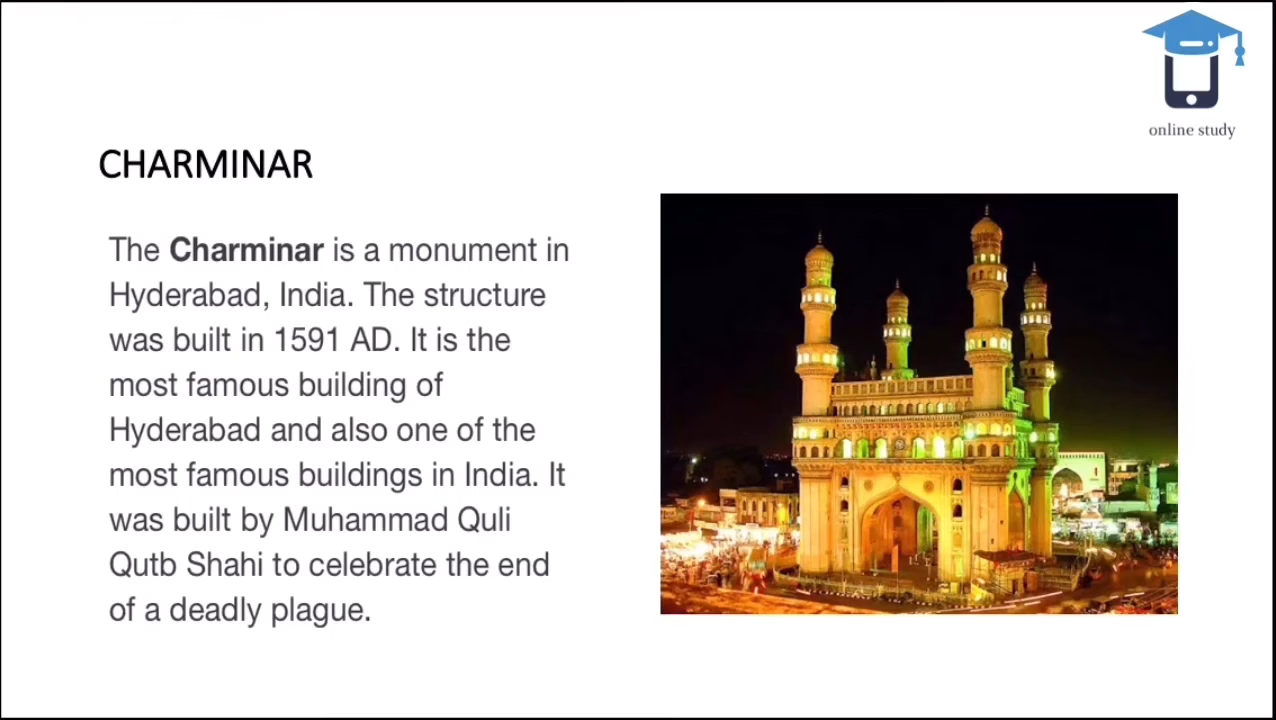 online study
CHARMINAR
The Charminar is a monument in
Hyderabad, India. The structure
was built in 1591 AD. It is the
most famous building of
Hyderabad and also one of the
most famous buildings in India. It
was built by Muhammad Quli
Qutb Shahi to celebrate the end
of a deadly plague.